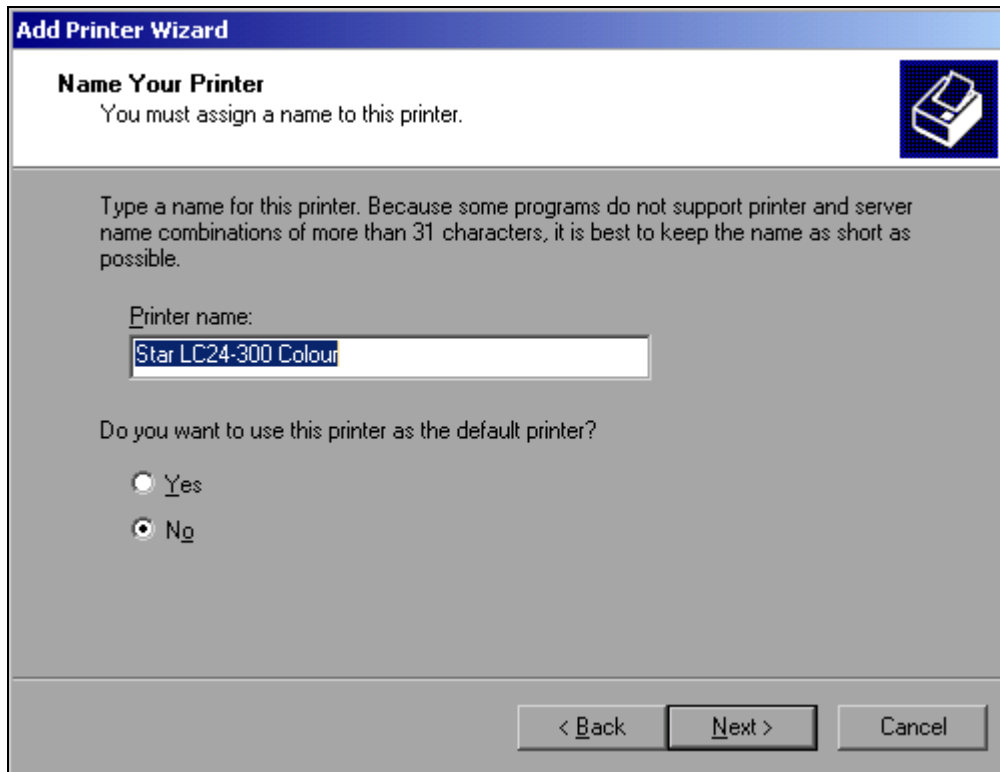 Add Printer Wizard
Name Your Printer
You must assign a name to this printer.
Type a name for this printer. Because some programs do not support printer and server
name combinations of more than 31 characters, it is best to keep the name as short as
possible.
Printer name:
Star LC24-300 Colour
Do you want to use this printer as the default printer?
Yes
No
< Back Next > Cancel